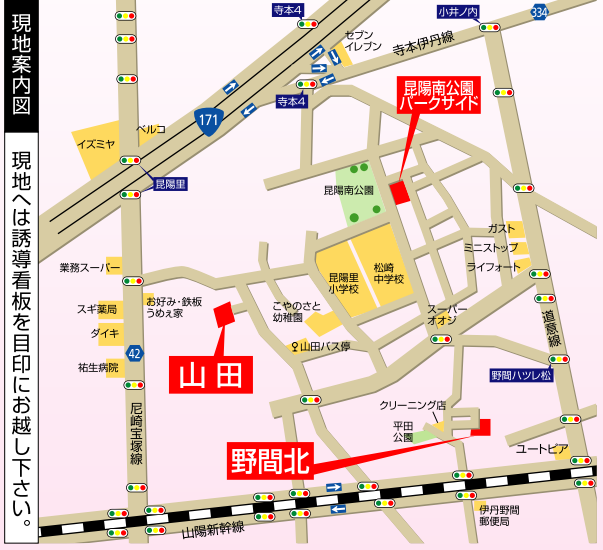 現地案内図
現地へは誘導看板を目印にお越し下さい。
寺本4
小井ノ内
334
セブン
イレブン
寺本伊丹線
寺本4
昆陽南公園
パークサイド
171
ベルコ
イズミヤ
昆陽里
昆陽南公園
ガスト
ミニストップ
ライフォート
業務スーパー
昆陽里
小学校
松崎
中学校
お好み・鉄板
うめぇ家
スギ薬局
こやのさと
幼稚園
スーパー
オオジ
道意線
ダイキ
42
山田バス停
祐生病院
山田
野間ハツレ松
尼崎宝塚線
クリーニング店
平田
公園
野間北
ユートピア
伊丹野間
郵便局
山陽新幹線